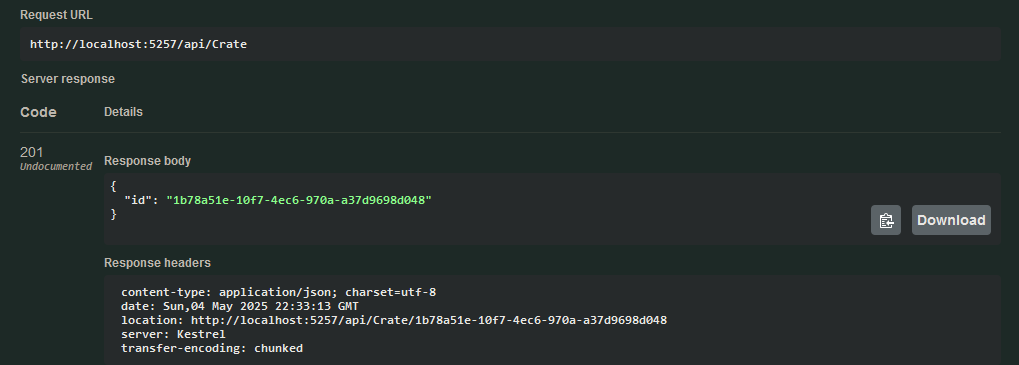 Request URL
http://localhost:5257/api/Crate
Server response
Code Details
201
Undocumented
Response body
{
  "id": "1b78a51e-10f7-4ec6-970a-a37d9698d048"
}
Download
Response headers
content-type: application/json; charset=utf-8
date: Sun,04 May 2025 22:33:13 GMT
location: http://localhost:5257/api/Crate/1b78a51e-10f7-4ec6-970a-a37d9698d048
server: Kestrel
transfer-encoding: chunked